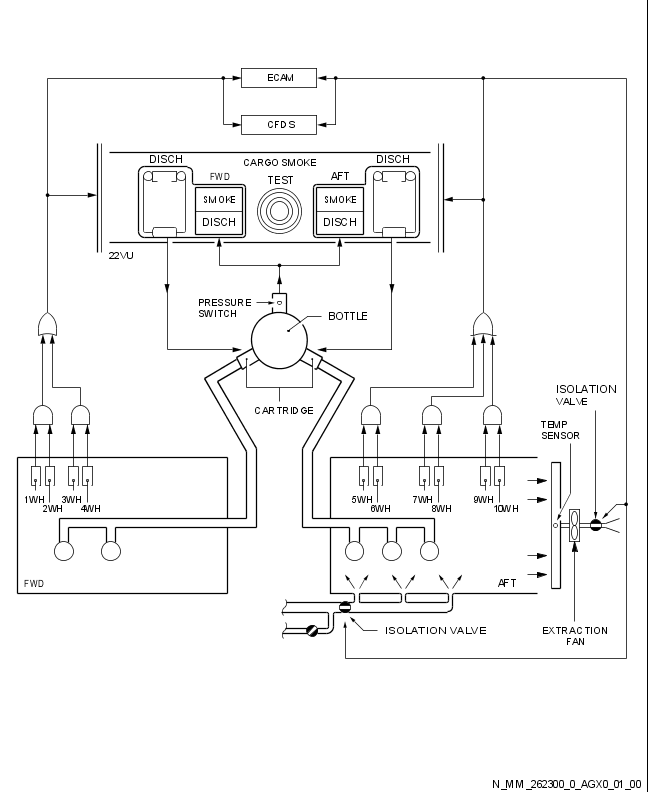 ECAM
CFDS
DISCH
CARGO SMOKE
DISCH
FWD
TEST
AFT
SMOKE
DISCH
SMOKE
DISCH
22VU
PRESSURE
SWITCH
BOTTLE
CARTRIDGE
ISOLATION
VALVE
TEMP
SENSOR
1WH
2WH
3WH
4WH
5WH
6WH
7WH
8WH
9WH
10WH
FWD
AFT
ISOLATION VALVE
EXTRACTION
FAN
N_MM_262300_0_AGX0_01_00